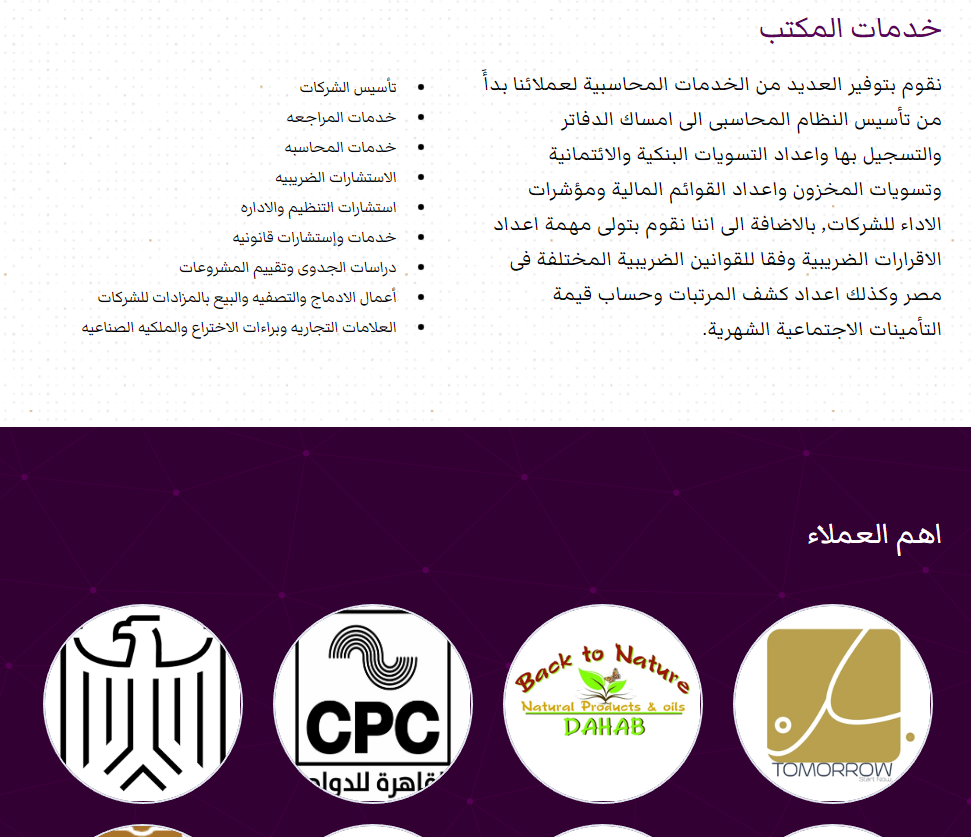 خدمات المكتب
نقوم بتوفير العديد من الخدمات المحاسبية لعملائنا بدأَ
من تأسيس النظام المحاسبى الى امساك الدفاتر
والتسجيل بها واعداد التسويات البنكية والائتمانية
وتسويات المخزون واعداد القوائم المالية ومؤشرات
الاداء للشركات, بالاضافة الى اننا نقوم بتولى مهمة اعداد
الاقرارات الضريبية وفقا للقوانين الضريبية المختلفة فى
مصر وكذلك اعداد كشف المرتبات وحساب قيمة
التأمينات الاجتماعية الشهرية.
تأسيس الشركات
خدمات المراجعه
خدمات المحاسبه
الاستشارات الضريبيه
استشارات التنظيم والاداره
خدمات وإستشارات قانونيه
دراسات الجدوى وتقييم المشروعات
أعمال الادماج والتصفيه والبيع بالمزادات للشركات
العلامات التجاريه وبراءات الاختراع والملكيه الصناعيه
اهم العملاء
TOMORROW
Start Now..
Back to Nature
Natural Products & oils
DAHAB
CPC